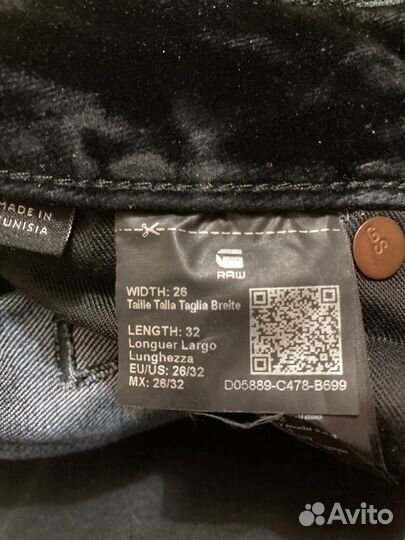 MADE IN
TUNISIA
RAW
WIDTH: 26
Taille Talla Taglia Breite
LENGTH: 32
Longuer Largo
Lunghezza
EU/US: 26/32
MX: 26/32
D05889-C478-B699
Avito